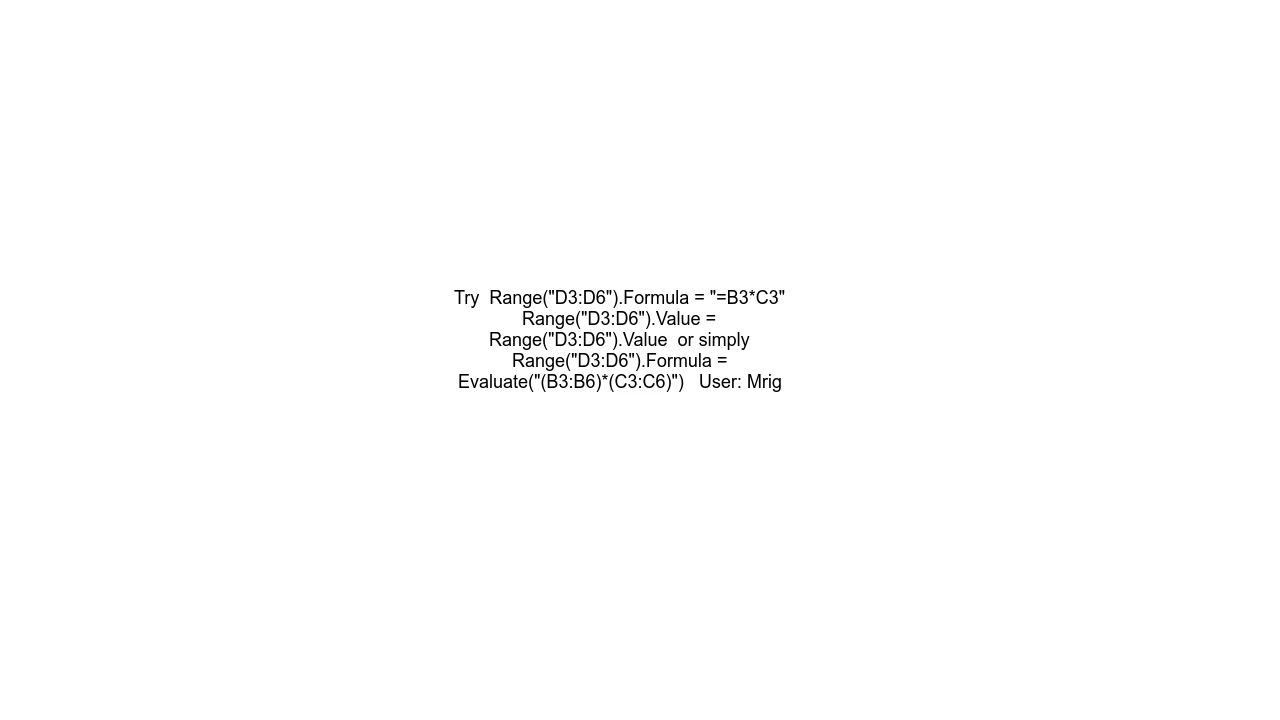 Try  Range("D3:D6").Formula = "=B3*C3"
Range("D3:D6").Value =
Range("D3:D6").Value  or simply
Range("D3:D6").Formula =
Evaluate("(B3:B6)*(C3:C6)")   User: Mrig